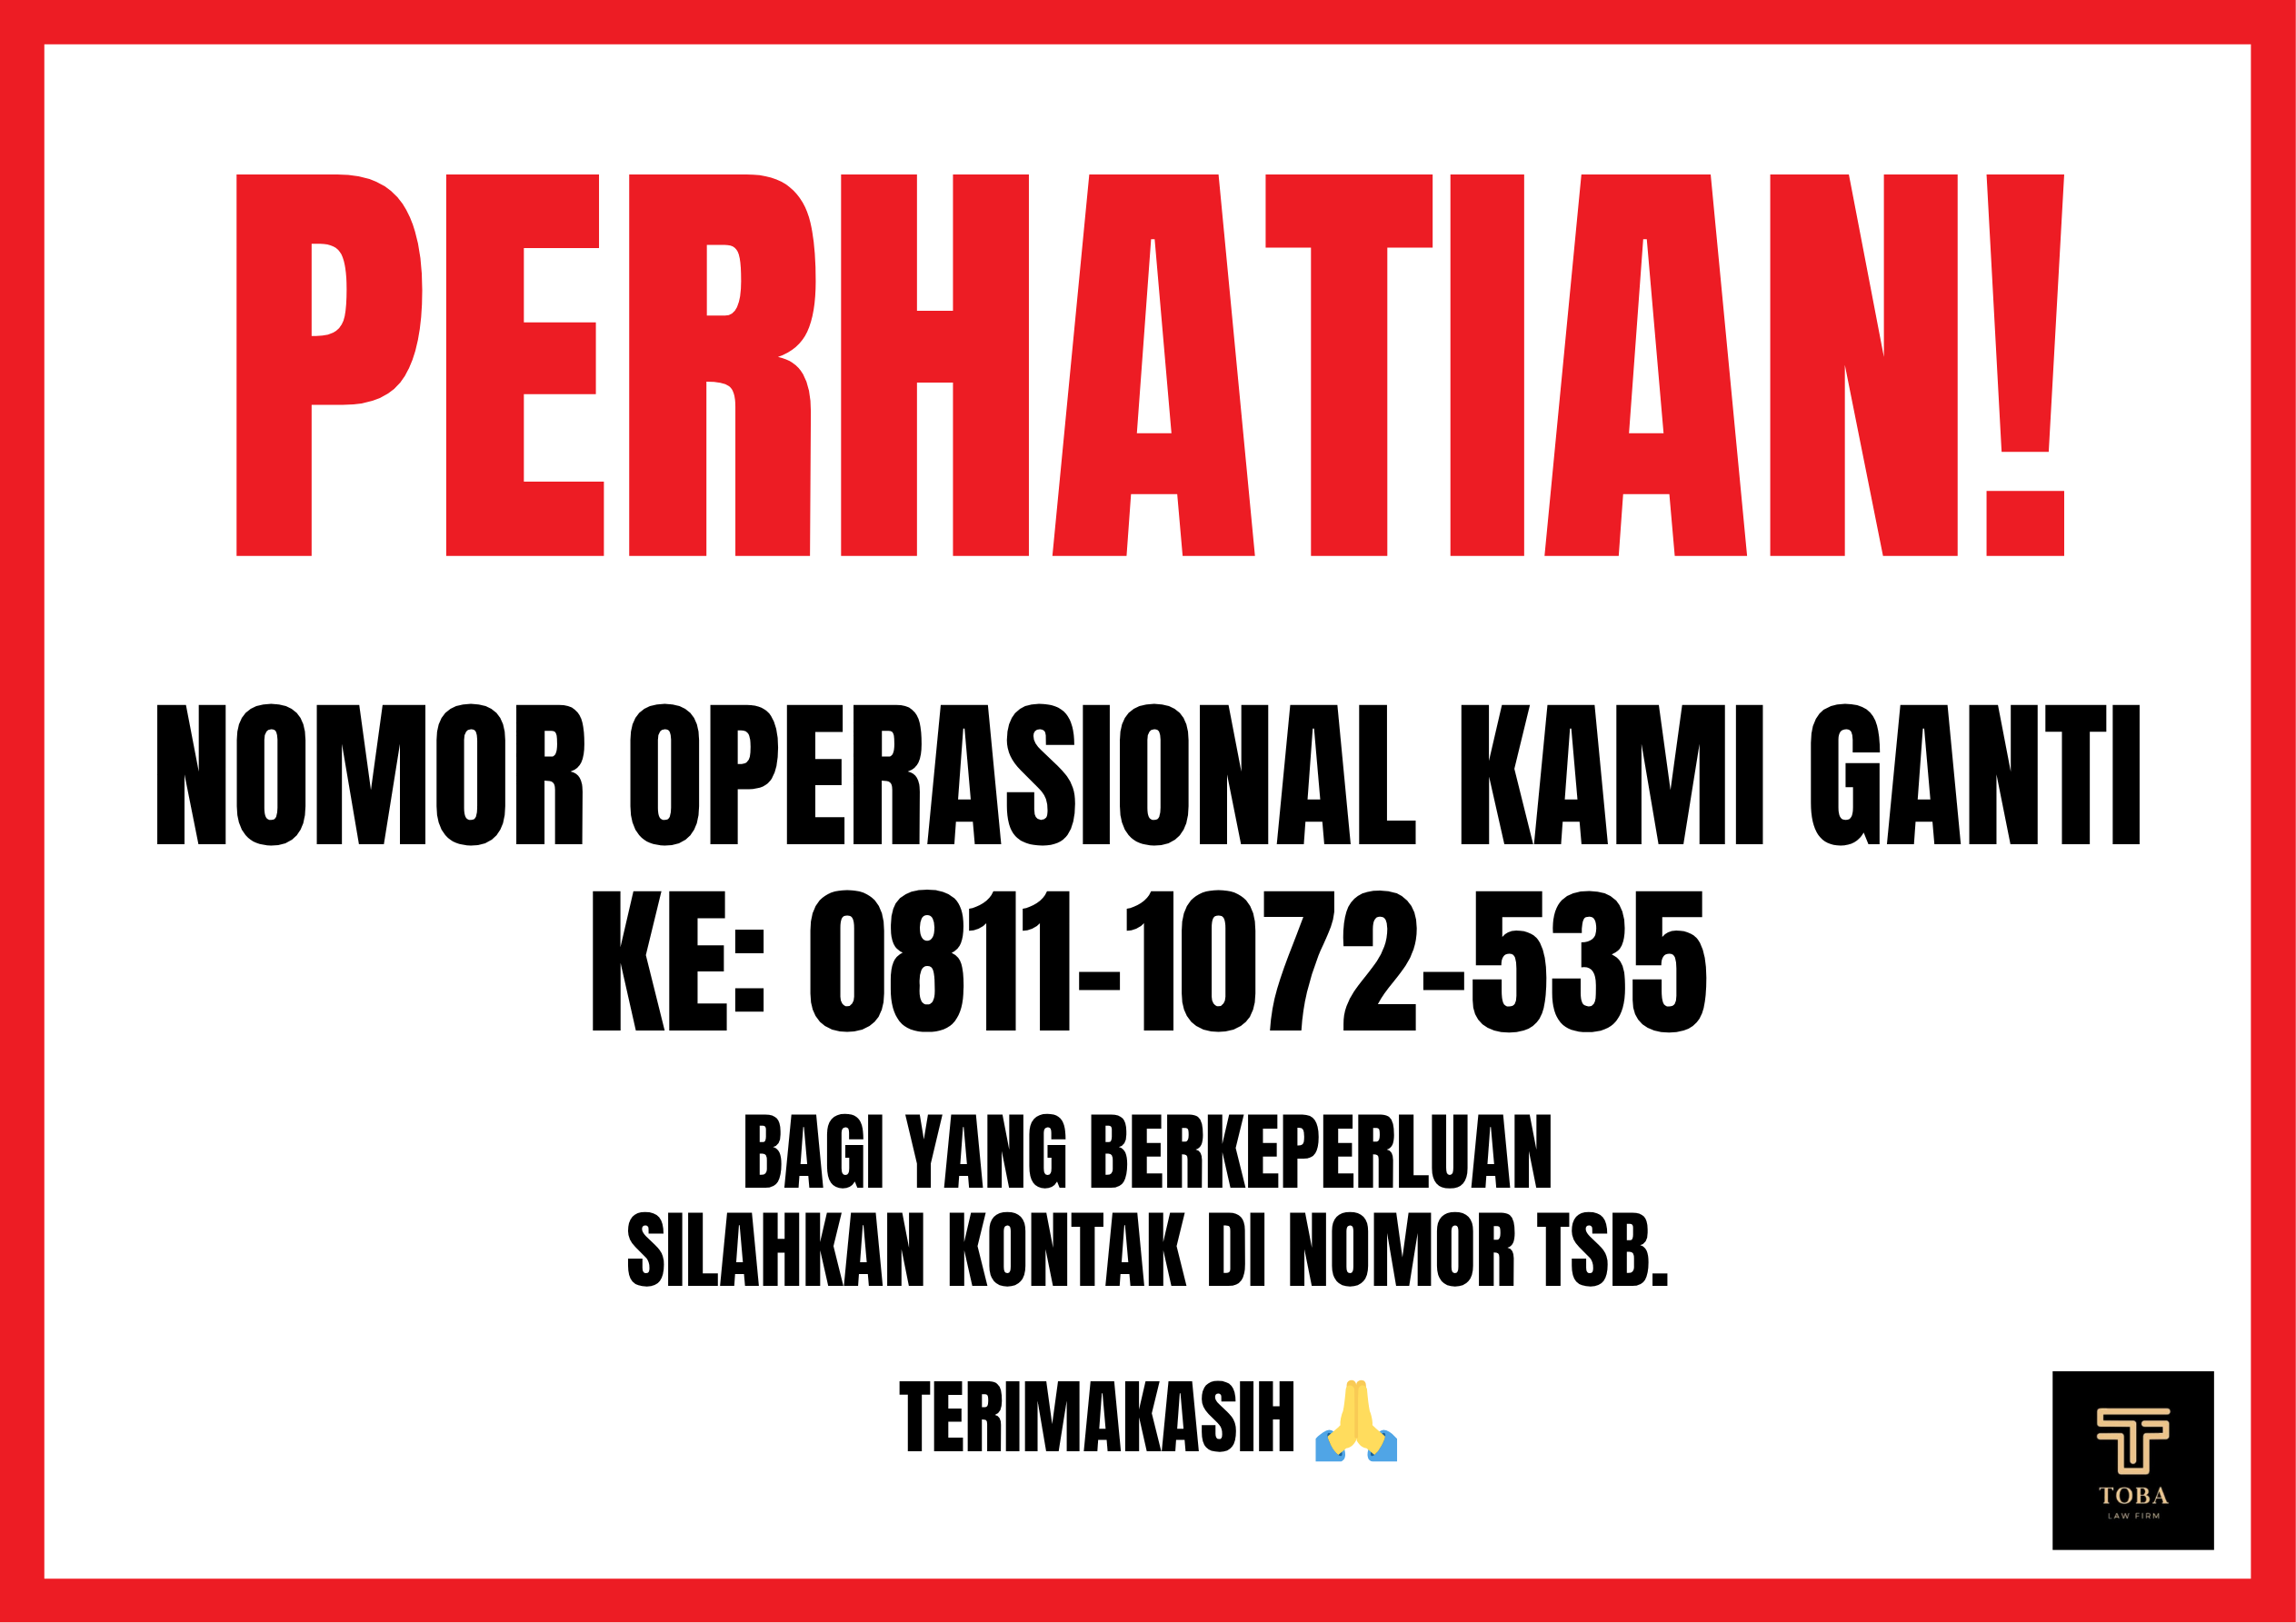 PERHATIAN!
NOMOR OPERASIONAL KAMI GANTI
KE: 0811-1072-535
BAGI YANG BERKEPERLUAN
SILAHKAN KONTAK DI NOMOR TSB.
TERIMAKASIH 🙏
TOBA
LAW FIRM